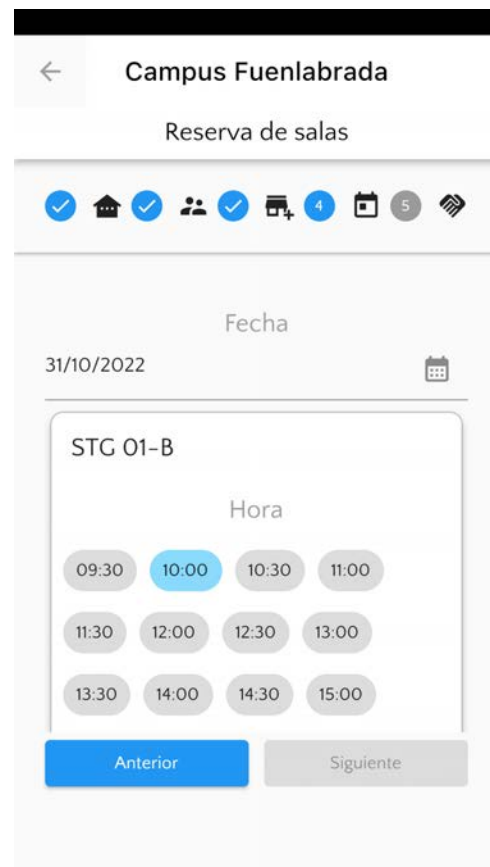 Campus Fuenlabrada
Reserva de salas
4 5
Fecha
31/10/2022
STG 01-B
Hora
09:30 10:00 10:30 11:00
11:30 12:00 12:30 13:00
13:30 14:00 14:30 15:00
Anterior Siguiente